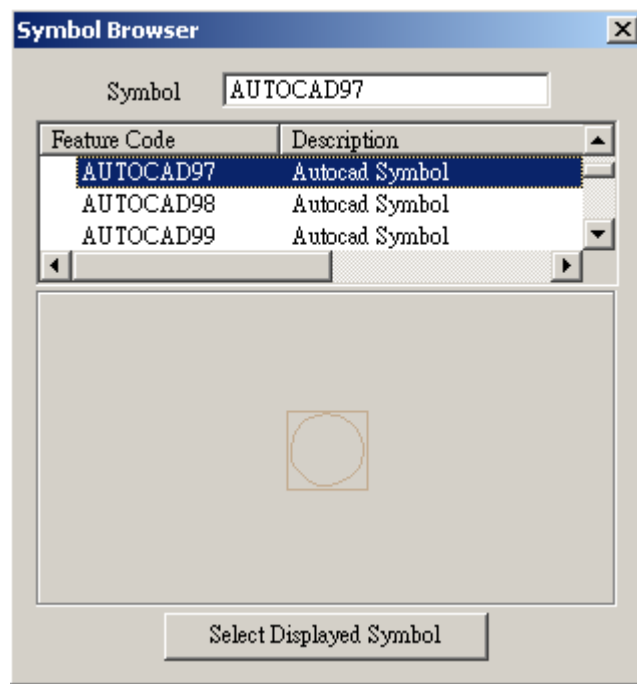 Symbol Browser
Symbol AUTOCAD97
Feature Code Description
AUTOCAD97 Autocad Symbol
AUTOCAD98 Autocad Symbol
AUTOCAD99 Autocad Symbol
Select Displayed Symbol